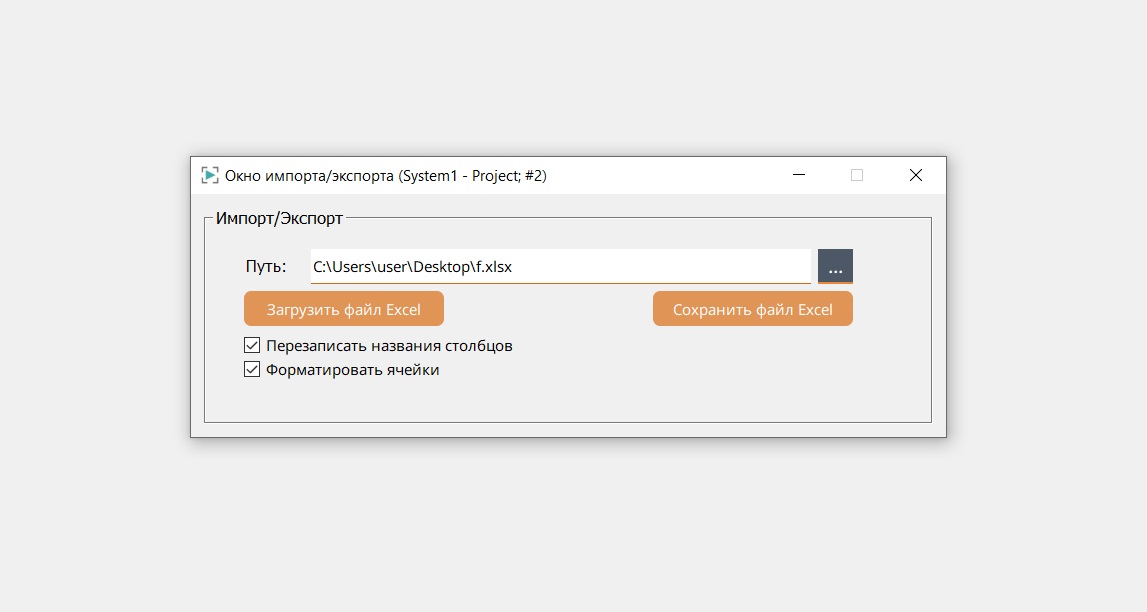 Окно импорта/экспорта (System1 - Project; #2)
Импорт/Экспорт
Путь: C:\Users\user\Desktop\f.xlsx ...
Загрузить файл Excel Сохранить файл Excel
Перезаписать названия столбцов
Форматировать ячейки